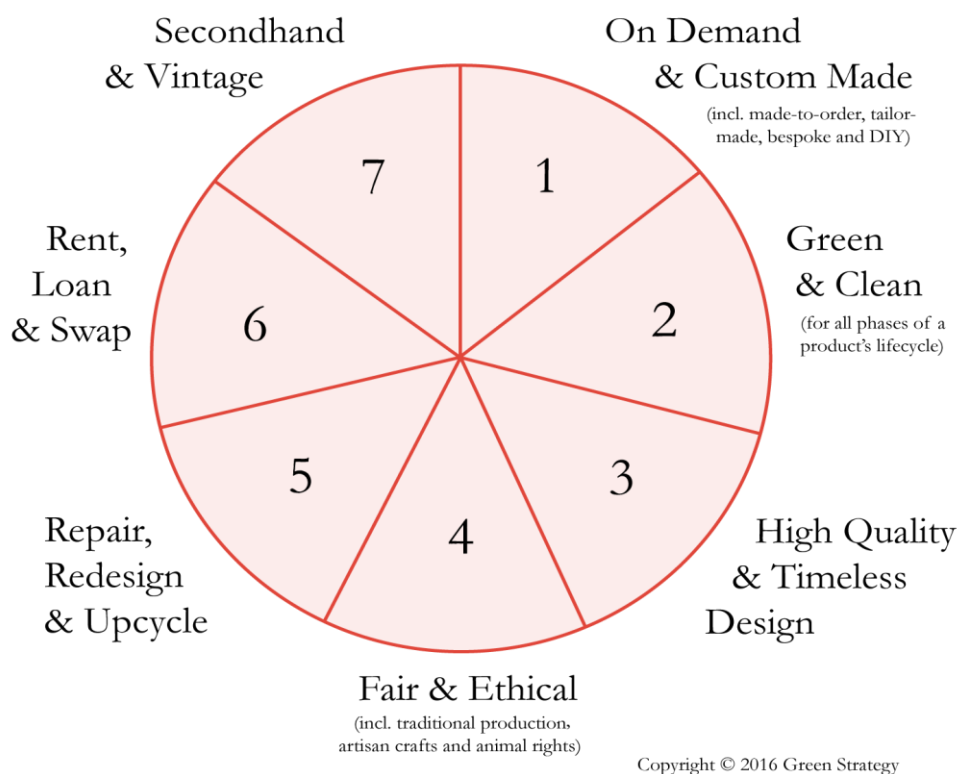 Secondhand
& Vintage
On Demand
& Custom Made
(incl. made-to-order, tailor-
made, bespoke and DIY)
7
1
Rent,
Loan
& Swap
Green
& Clean
(for all phases of a
product's lifecycle)
6
2
5
3
4
Repair,
Redesign
& Upcycle
High Quality
& Timeless
Design
Fair & Ethical
(incl. traditional production,
artisan crafts and animal rights)
Copyright © 2016 Green Strategy